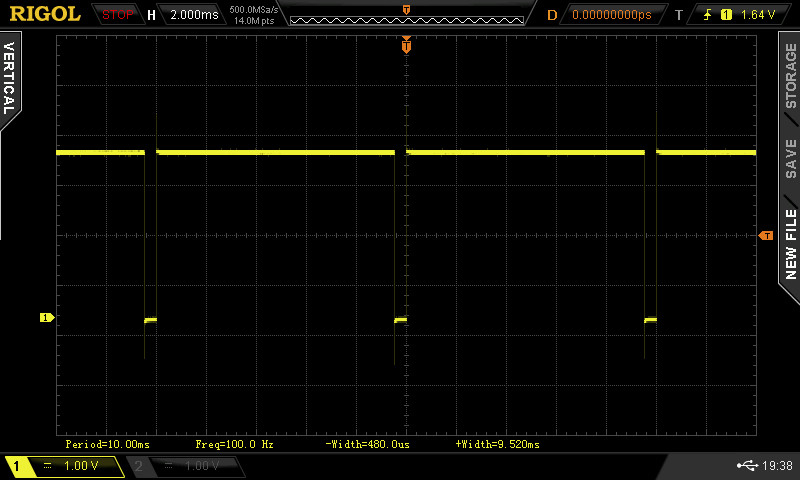 RIGOL STOP H 2.000ms 500.0MSa/s 14.0M pts D 0.00000000ps T 1 1.64 V
T
T
VERTICAL
STORAGE
SAVE
NEW FILE
T
1
Period=10.00ms Freq=100.0 Hz -Width=480.0us +Width=9.520ms
1 1.00 V 2 1.00 V 19:38